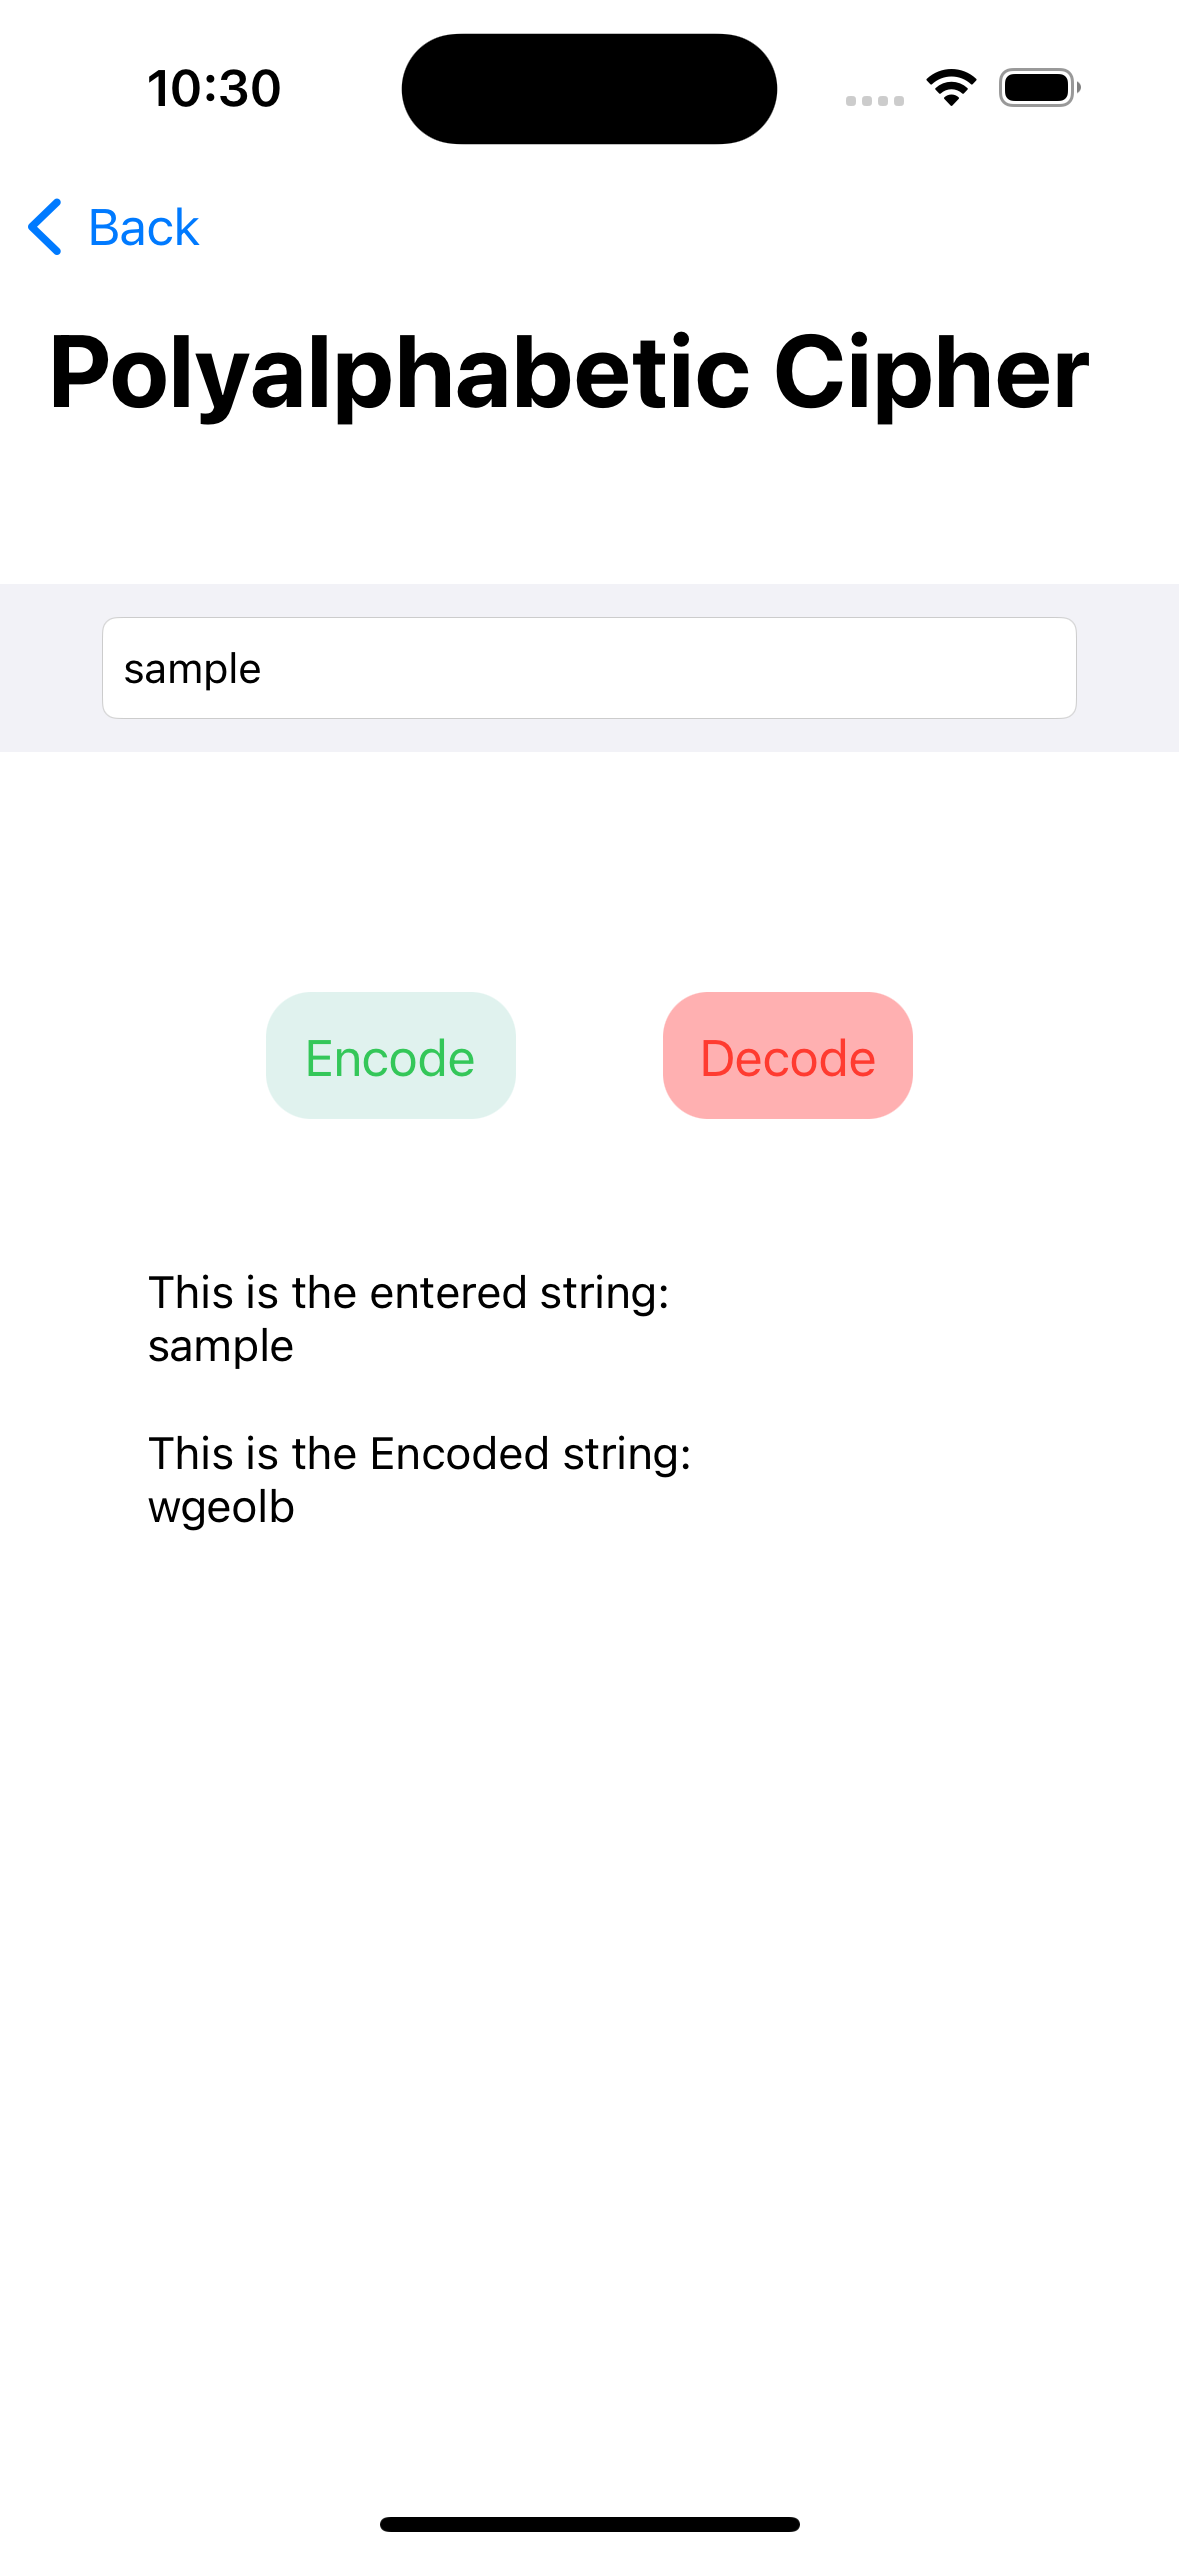 10:30
Back
Polyalphabetic Cipher
sample
Encode
Decode
This is the entered string:
sample
This is the Encoded string:
wgeolb